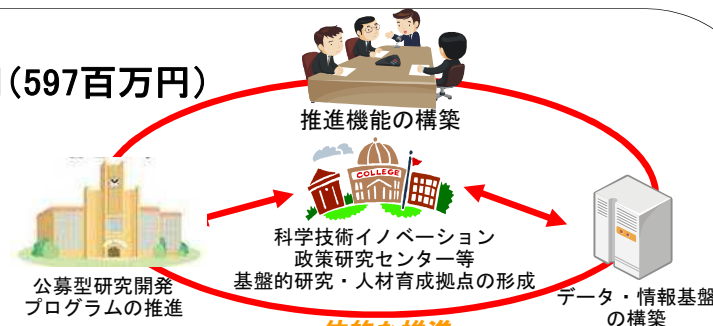 (597百万円)
推進機能の構築
COLLEGE
科学技術イノベーション
政策研究センター等
基盤的研究・人材育成拠点の形成
公募型研究開発
プログラムの推進
データ・情報基盤
の構築